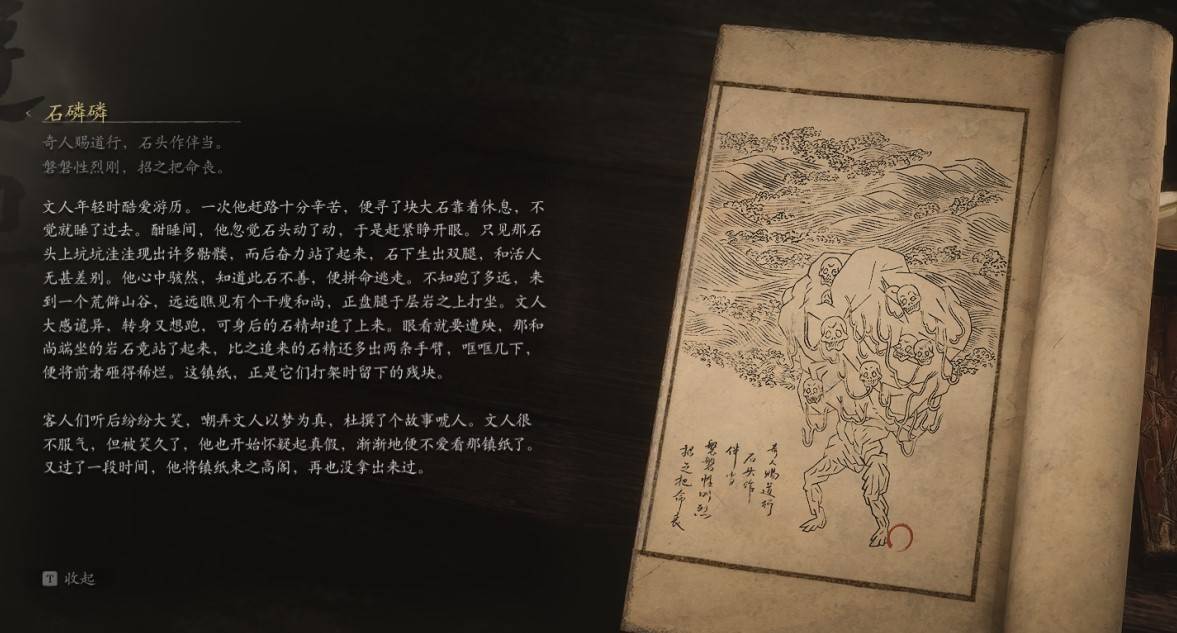 石磷磷
奇人赐道行，石头作伴当。
磐磐性烈刚，招之把命丧。
文人年轻时酷爱游历。一次他赶路十分辛苦，便寻了块大石靠着休息，不
觉就睡了过去。酣睡间，他忽觉石头动了动，于是赶紧睁开眼。只见那石
头上坑坑洼洼现出许多骷髅，而后奋力站了起来，石下生出双腿，和活人
无甚差别。他心中骇然，知道此石不善，便拼命逃走。不知跑了多远，来
到一个荒僻山谷，远远瞧见有个干瘦和尚，正盘腿于层岩之上打坐。文人
大感诡异，转身又想跑，可身后的石精却追了上来。眼看就要遭殃，那和
尚端坐的岩石竟站了起来，比之追来的石精还多出两条手臂，哐哐几下，
便将前者砸得稀烂。这镇纸，正是它们打架时留下的残块。
客人们听后纷纷大笑，嘲弄文人以梦为真，杜撰了个故事唬人。文人很
不服气，但被笑久了，他也开始怀疑起真假，渐渐地便不爱看那镇纸了。
又过了一段时间，他将镇纸束之高阁，再也没拿出来过。
T 收起
奇人赐道行
石头作
伴当
磐磐性刚烈
招之把命丧